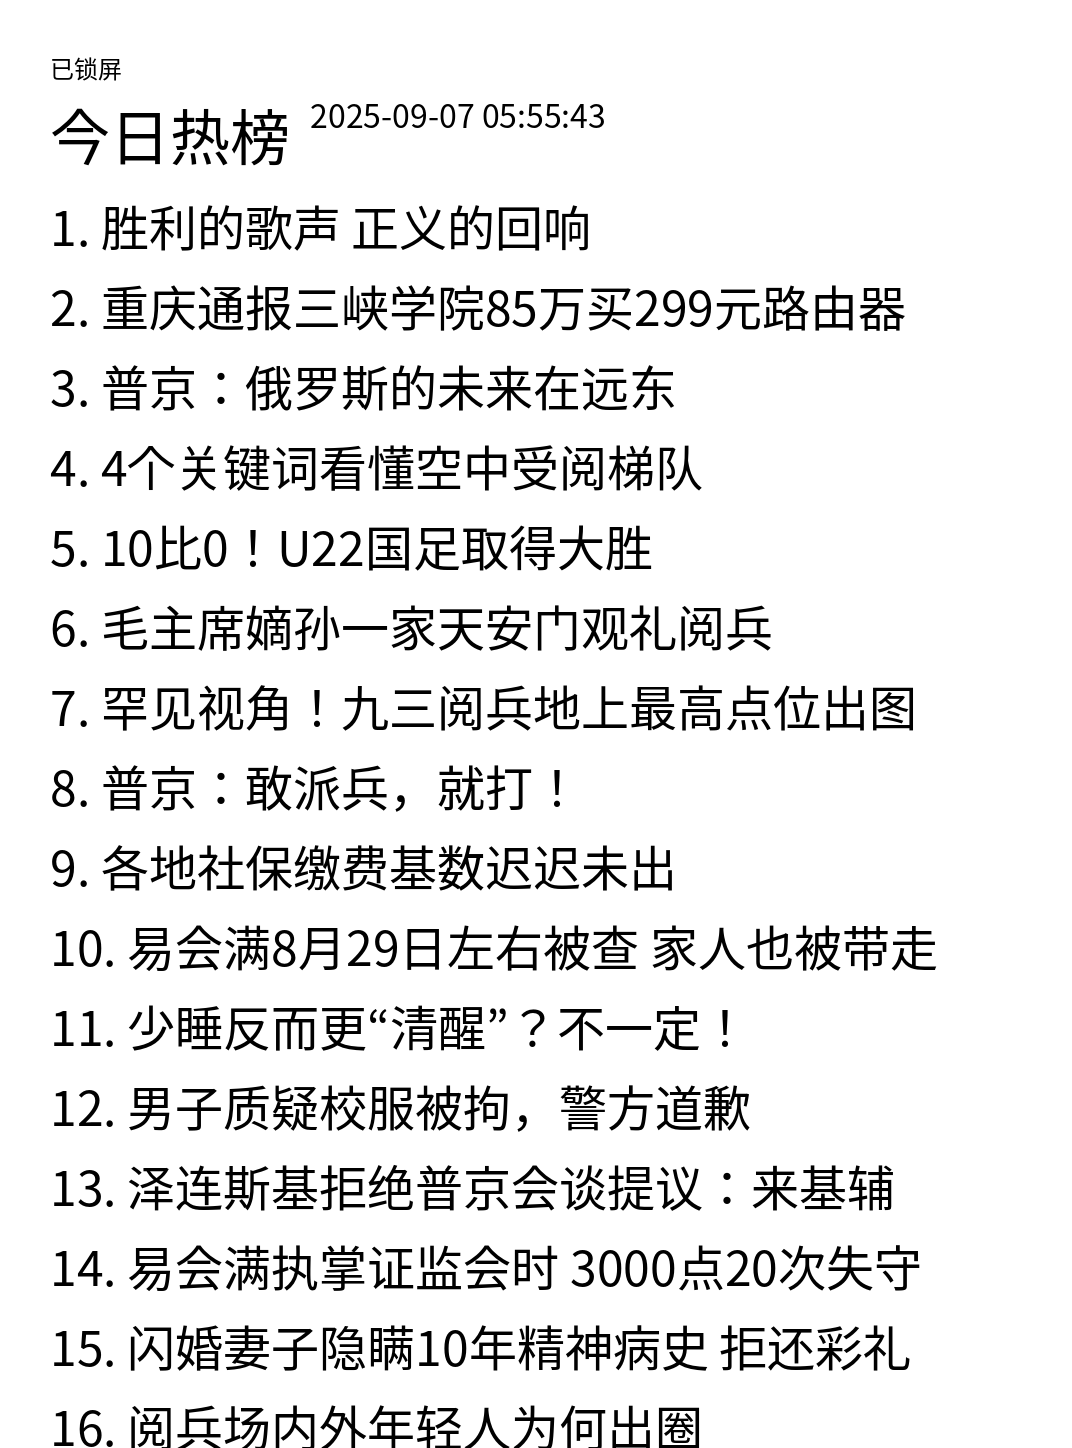 已锁屏
今日热榜 2025-09-07 05:55:43
1. 胜利的歌声 正义的回响
2. 重庆通报三峡学院85万买299元路由器
3. 普京：俄罗斯的未来在远东
4. 4个关键词看懂空中受阅梯队
5. 10比0！U22国足取得大胜
6. 毛主席嫡孙一家天安门观礼阅兵
7. 罕见视角！九三阅兵地上最高点位出图
8. 普京：敢派兵，就打！
9. 各地社保缴费基数迟迟未出
10. 易会满8月29日左右被查 家人也被带走
11. 少睡反而更“清醒”？不一定！
12. 男子质疑校服被拘，警方道歉
13. 泽连斯基拒绝普京会谈提议：来基辅
14. 易会满执掌证监会时 3000点20次失守
15. 闪婚妻子隐瞒10年精神病史 拒还彩礼
16. 阅兵场内外年轻人为何出圈